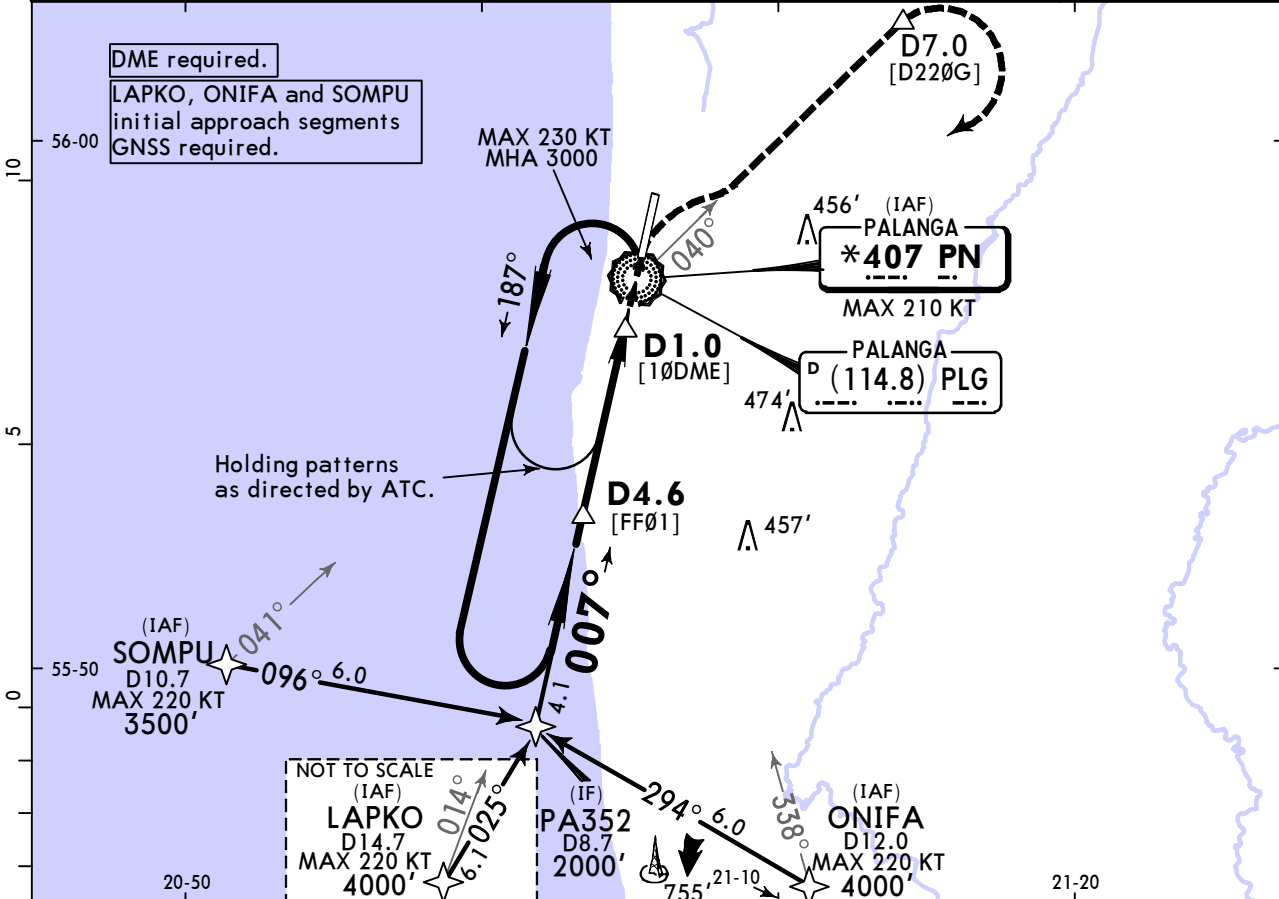 DME required.
LAPKO, ONIFA and SOMPU
initial approach segments
GNSS required.
D7.0
[D22ØG]
56-00
10
MAX 230 KT
MHA 3000
456'
(IAF)
PALANGA
*407 PN
MAX 210 KT
040°
187°
D1.0
[1ØDME]
PALANGA
D (114.8) PLG
474'
5
Holding patterns
as directed by ATC.
D4.6
[FFØ1]
457'
007°
041°
(IAF)
SOMPU
D10.7
MAX 220 KT
3500'
096° 6.0
55-50
0
4.1
NOT TO SCALE
(IAF)
LAPKO
D14.7
MAX 220 KT
4000'
014°
025°
6.1
(IF)
PA352
D8.7
2000'
294° 6.0
338°
(IAF)
ONIFA
D12.0
MAX 220 KT
4000'
755'
20-50
21-10
21-20